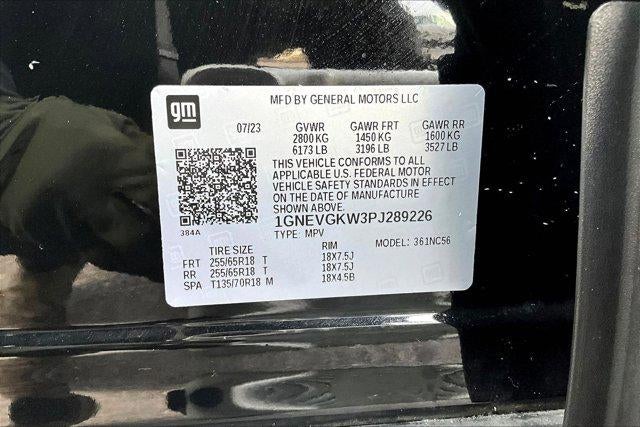 gm
MFD BY GENERAL MOTORS LLC
07/23 GVWR GAWR FRT GAWR RR
2800 KG 1450 KG 1600 KG
6173 LB 3196 LB 3527 LB
THIS VEHICLE CONFORMS TO ALL
APPLICABLE U.S. FEDERAL MOTOR
VEHICLE SAFETY STANDARDS IN EFFECT
ON THE DATE OF MANUFACTURE
SHOWN ABOVE.
384A
1GNEVGKW3PJ289226
TYPE: MPV MODEL: 361NC56
TIRE SIZE RIM
FRT 255/65R18 T 18X7.5J
RR 255/65R18 T 18X7.5J
SPA T135/70R18 M 18X4.5B